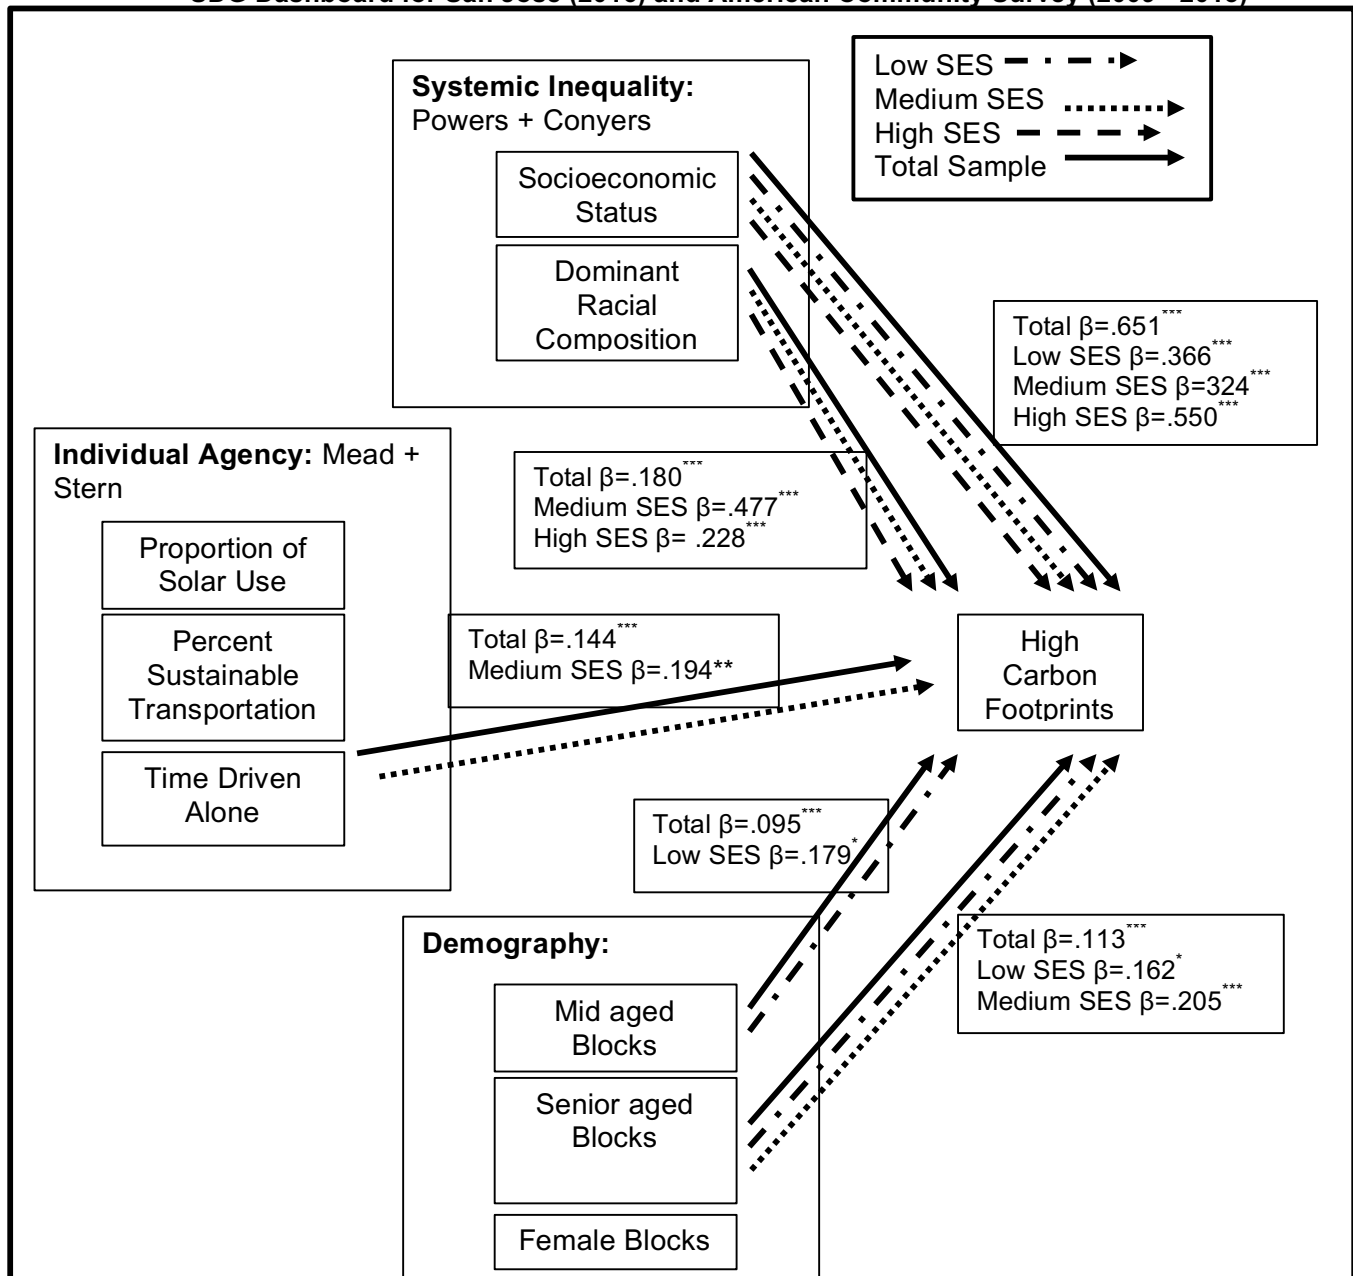 Systemic Inequality:
Powers + Conyers
Socioeconomic
Status
Dominant
Racial
Composition
Low SES
Medium SES
High SES
Total Sample
Total β=.651***
Low SES β=.366***
Medium SES β=324***
High SES β=.550***
Individual Agency: Mead +
Stern
Proportion of
Solar Use
Percent
Sustainable
Transportation
Time Driven
Alone
Total β=.180***
Medium SES β=.477***
High SES β= .228***
Total β=.144***
Medium SES β=.194**
High
Carbon
Footprints
Total β=.095***
Low SES β=.179*
Demography:
Mid aged
Blocks
Senior aged
Blocks
Female Blocks
Total β=.113***
Low SES β=.162*
Medium SES β=.205***